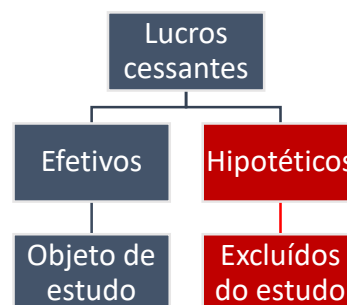 Lucros
cessantes
Efetivos
Hipotéticos
Objeto de
estudo
Excluídos
do estudo